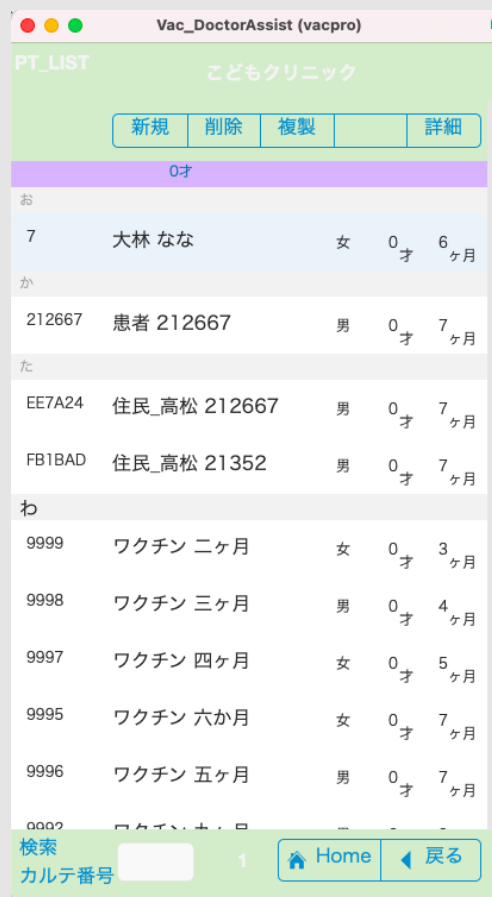 Vac_DoctorAssist (vacpro)
PT_LIST
こどもクリニック
新規 削除 複製 詳細
0才
お
7 大林 なな 女 0才 6ヶ月
か
212667 患者 212667 男 0才 7ヶ月
た
EE7A24 住民_高松 212667 男 0才 7ヶ月
FB1BAD 住民_高松 21352 男 0才 7ヶ月
わ
9999 ワクチン 二ヶ月 女 0才 3ヶ月
9998 ワクチン 三ヶ月 男 0才 4ヶ月
9997 ワクチン 四ヶ月 女 0才 5ヶ月
9995 ワクチン 六か月 女 0才 7ヶ月
9996 ワクチン 五ヶ月 男 0才 7ヶ月
検索
カルテ番号 1 Home 戻る